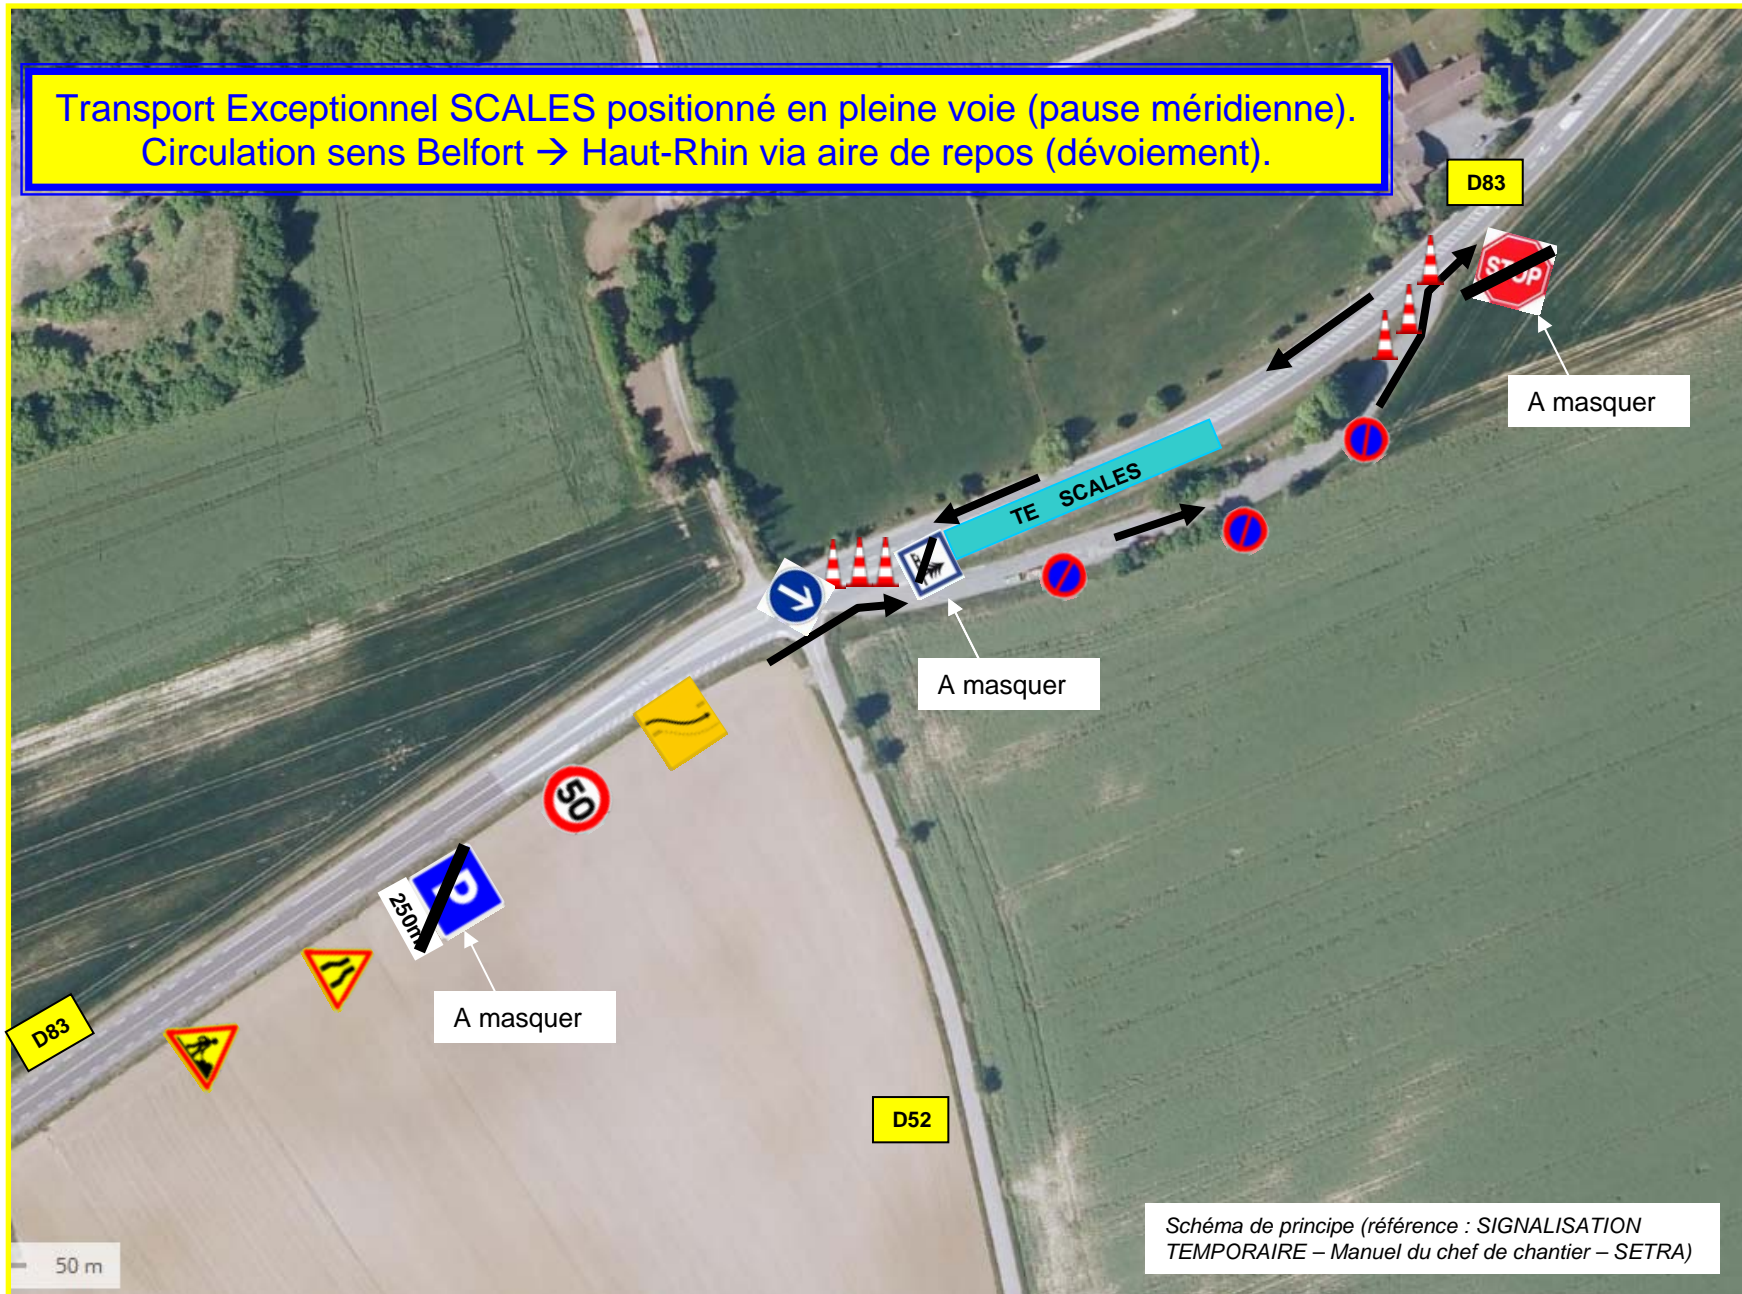 Transport Exceptionnel SCALES positionné en pleine voie (pause méridienne).
Circulation sens Belfort → Haut-Rhin via aire de repos (dévoiement).
D83
STOP
A masquer
TE SCALES
A masquer
50
P
250m
A masquer
D83
D52
Schéma de principe (référence : SIGNALISATION
TEMPORAIRE – Manuel du chef de chantier – SETRA)
50 m